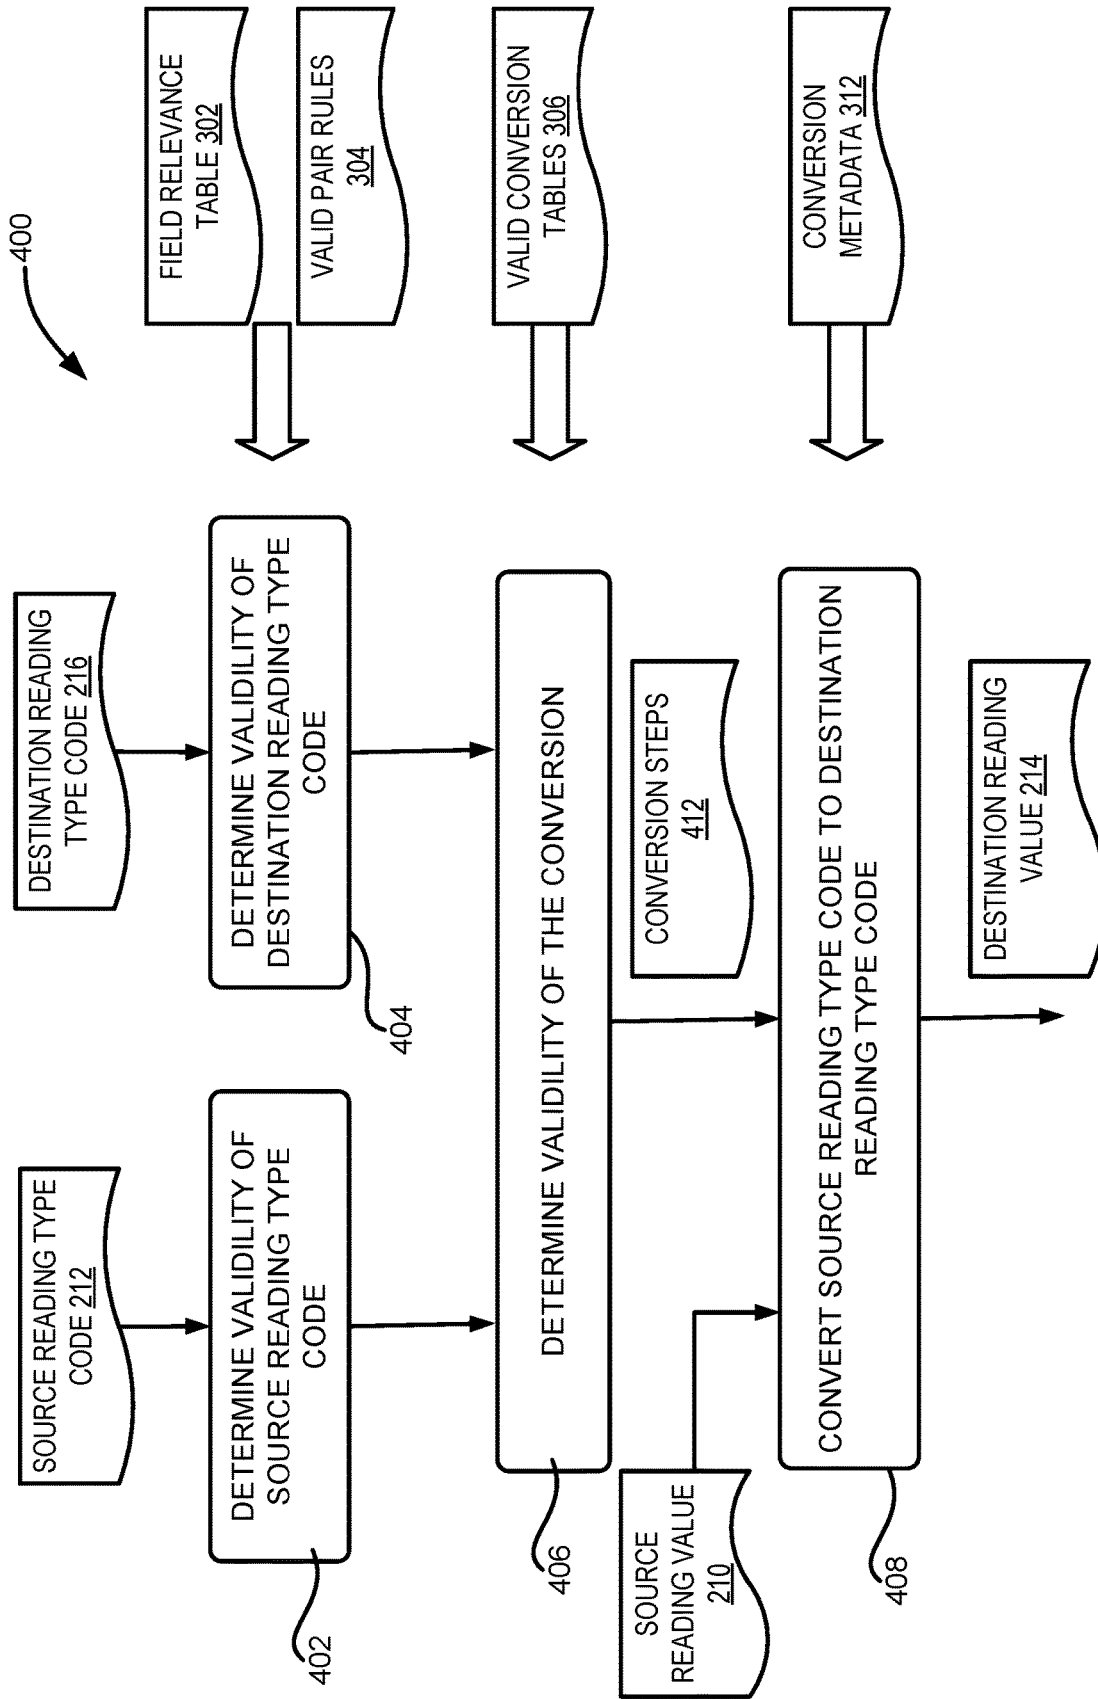 400
SOURCE READING TYPE
CODE 212
DESTINATION READING
TYPE CODE 216
FIELD RELEVANCE
TABLE 302
VALID PAIR RULES
304
DETERMINE VALIDITY OF
SOURCE READING TYPE
CODE
402
DETERMINE VALIDITY OF
DESTINATION READING TYPE
CODE
404
VALID CONVERSION
TABLES 306
DETERMINE VALIDITY OF THE CONVERSION
406
SOURCE
READING VALUE
210
CONVERSION STEPS
412
CONVERSION
METADATA 312
CONVERT SOURCE READING TYPE CODE TO DESTINATION
READING TYPE CODE
408
DESTINATION READING
VALUE 214